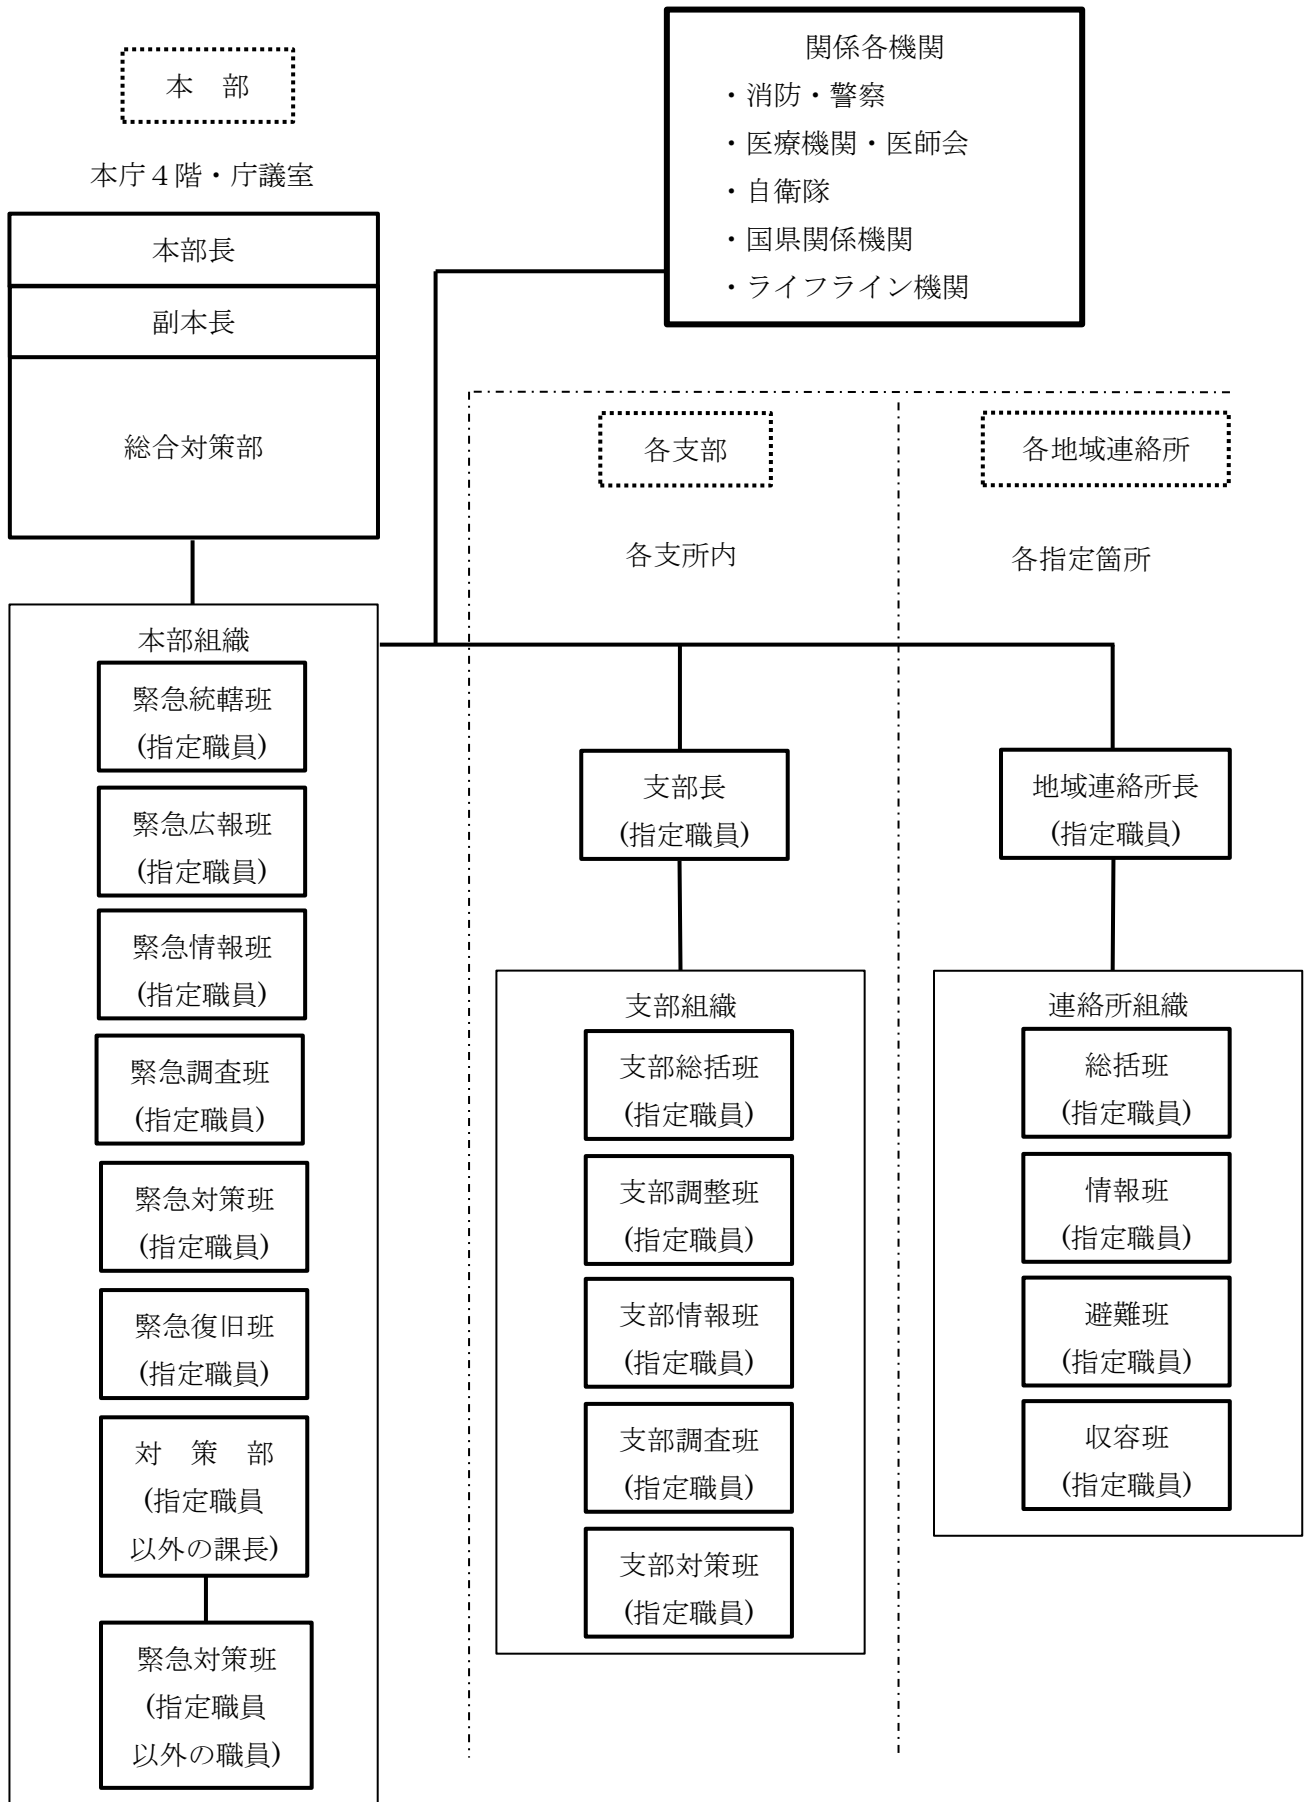 本　部
本庁４階・庁議室
本部長
副本長
総合対策部
関係各機関
・消防・警察
・医療機関・医師会
・自衛隊
・国県関係機関
・ライフライン機関
各支部
各支所内
各地域連絡所
各指定箇所
本部組織
緊急統轄班
(指定職員)
緊急広報班
(指定職員)
緊急情報班
(指定職員)
緊急調査班
(指定職員)
緊急対策班
(指定職員)
緊急復旧班
(指定職員)
対　策　部
(指定職員
以外の課長)
緊急対策班
(指定職員
以外の職員)
支部長
(指定職員)
支部組織
支部総括班
(指定職員)
支部調整班
(指定職員)
支部情報班
(指定職員)
支部調査班
(指定職員)
支部対策班
(指定職員)
地域連絡所長
(指定職員)
連絡所組織
総括班
(指定職員)
情報班
(指定職員)
避難班
(指定職員)
収容班
(指定職員)